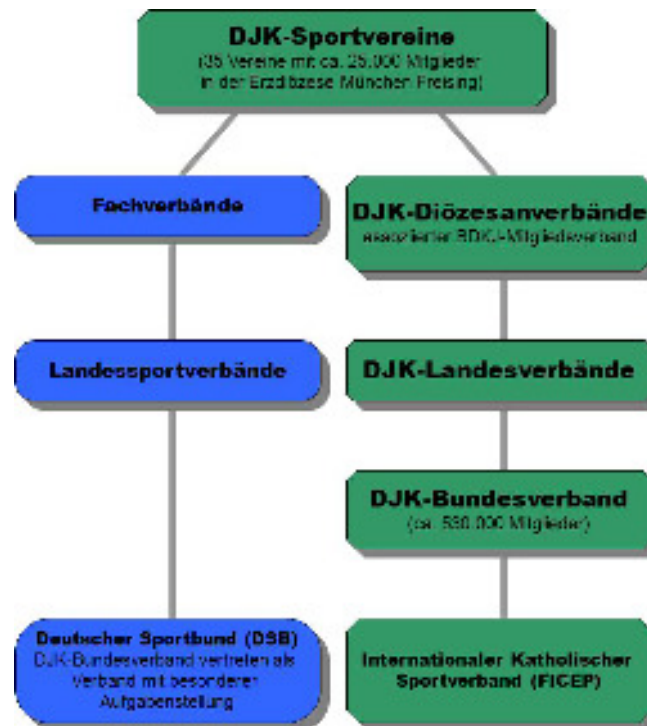 DJK-Sportvereine
(35 Vereine mit ca. 25.000 Mitglieder
in der Erzdiözese München Freising)
Fachverbände
DJK-Diözesanverbände
assoziierter BDKJ-Mitgliedsverband
Landessportverbände
DJK-Landesverbände
DJK-Bundesverband
(ca. 530.000 Mitglieder)
Deutscher Sportbund (DSB)
DJK-Bundesverband vertreten als
Verband mit besonderer
Aufgabenstellung
Internationaler Katholischer
Sportverband (FICEP)